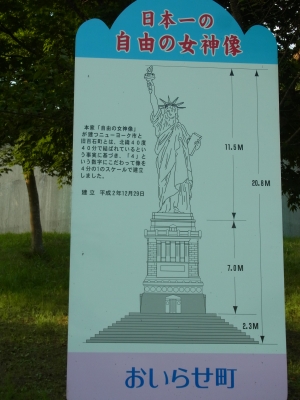 日本一の
自由の女神像
本家「自由の女神像」
が建つニューヨーク市と
旧百石町とは、北緯40度
40分で結ばれているとい
う事実に基づき、「4」と
いう数字にこだわって像を
4分の1のスケールで建立
しました。
建立 平成2年12月28日
11.5M
20.8M
7.0M
2.3M
おいらせ町